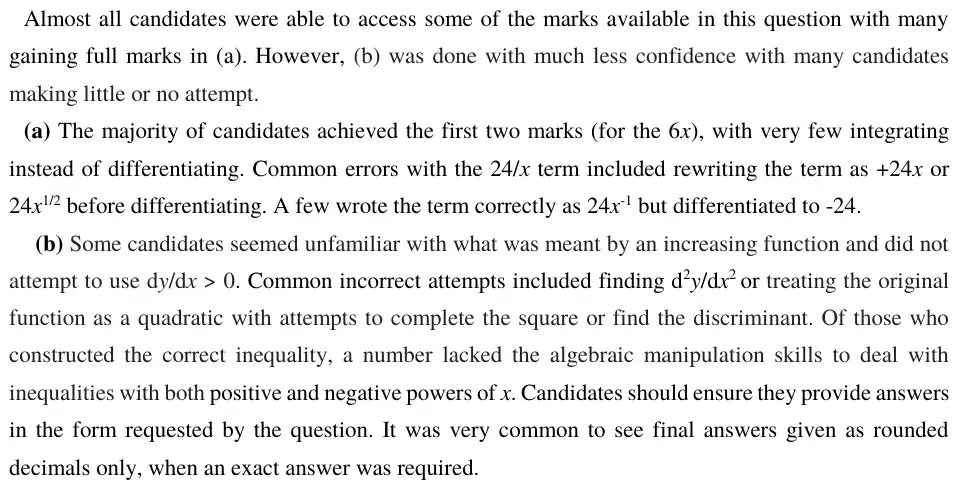 Almost all candidates were able to access some of the marks available in this question with many
gaining full marks in (a). However, (b) was done with much less confidence with many candidates
making little or no attempt.
(a) The majority of candidates achieved the first two marks (for the 6x), with very few integrating
instead of differentiating. Common errors with the 24/x term included rewriting the term as +24x or
24x^1/2 before differentiating. A few wrote the term correctly as 24x^-1 but differentiated to -24.
(b) Some candidates seemed unfamiliar with what was meant by an increasing function and did not
attempt to use dy/dx > 0. Common incorrect attempts included finding d²y/dx² or treating the original
function as a quadratic with attempts to complete the square or find the discriminant. Of those who
constructed the correct inequality, a number lacked the algebraic manipulation skills to deal with
inequalities with both positive and negative powers of x. Candidates should ensure they provide answers
in the form requested by the question. It was very common to see final answers given as rounded
decimals only, when an exact answer was required.